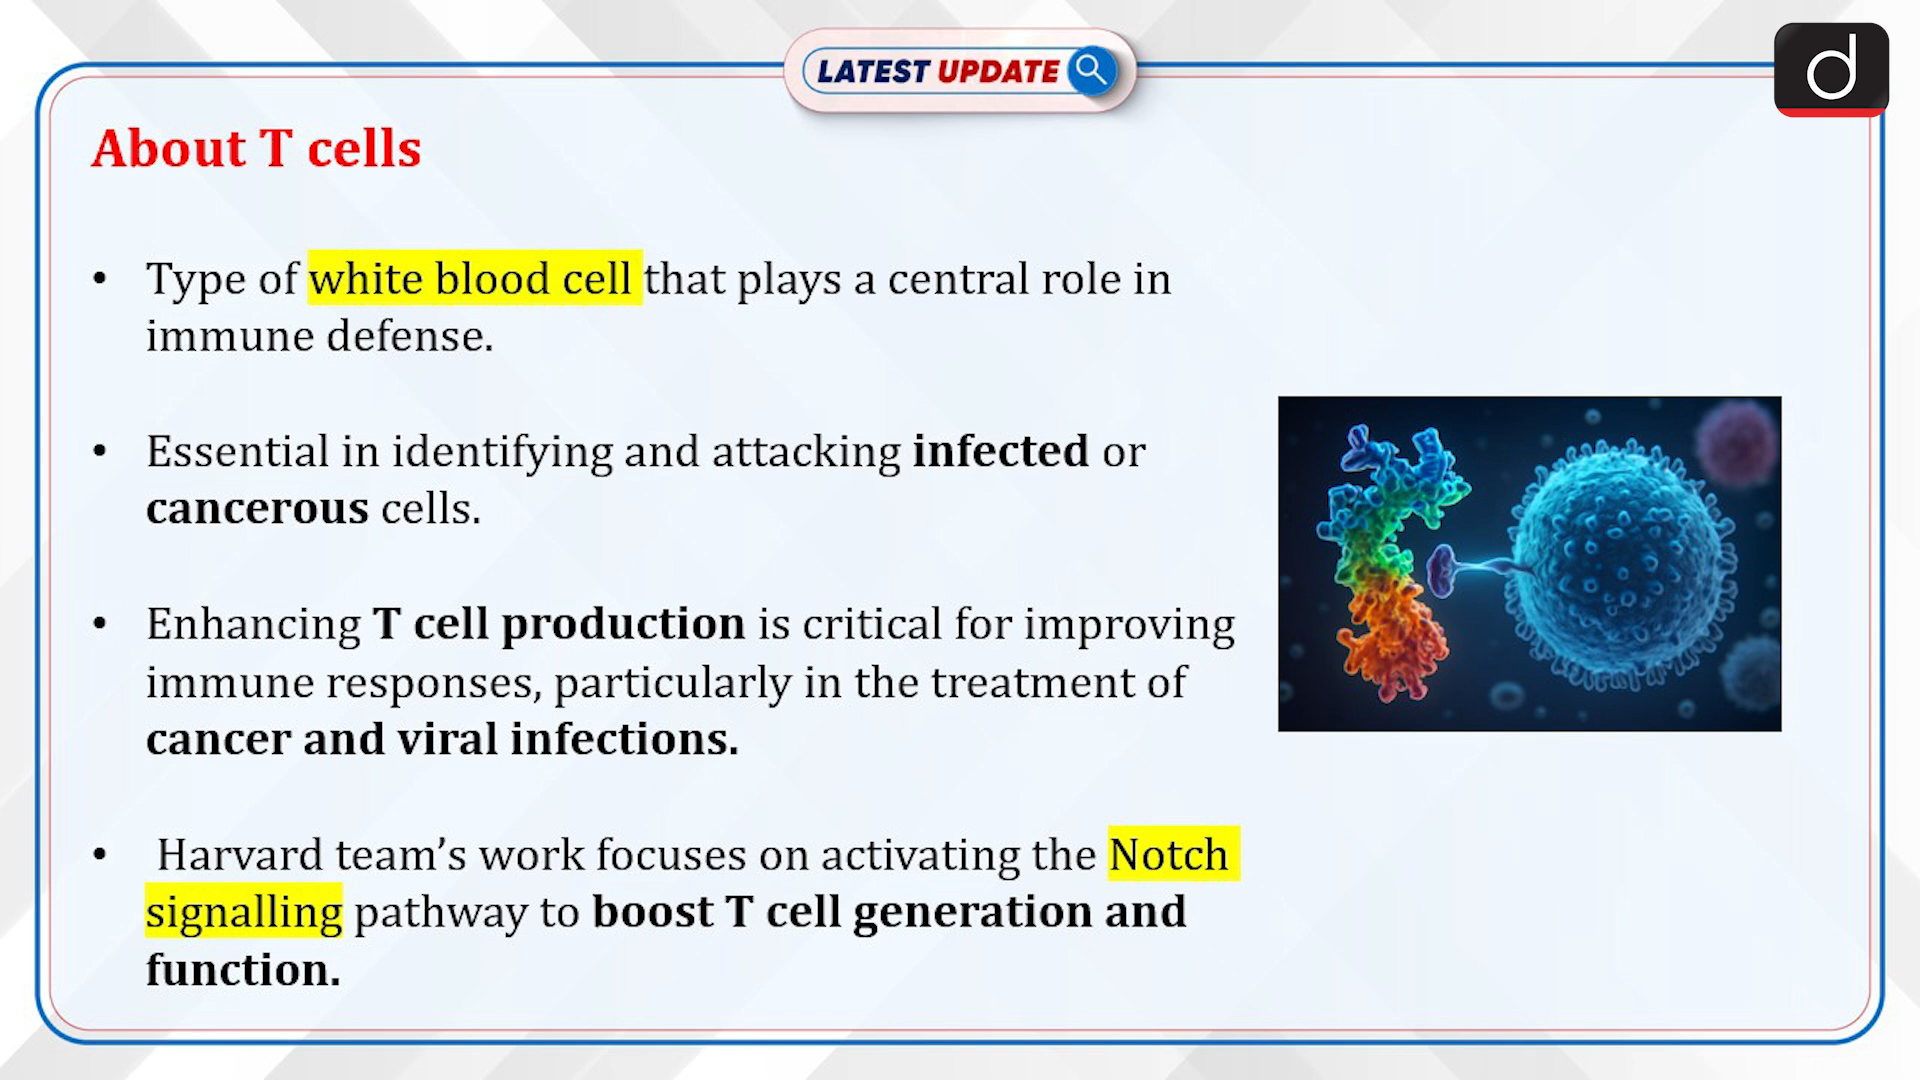 LATEST UPDATE
d
About T cells
• Type of white blood cell that plays a central role in
immune defense.
• Essential in identifying and attacking infected or
cancerous cells.
• Enhancing T cell production is critical for improving
immune responses, particularly in the treatment of
cancer and viral infections.
• Harvard team’s work focuses on activating the Notch
signalling pathway to boost T cell generation and
function.